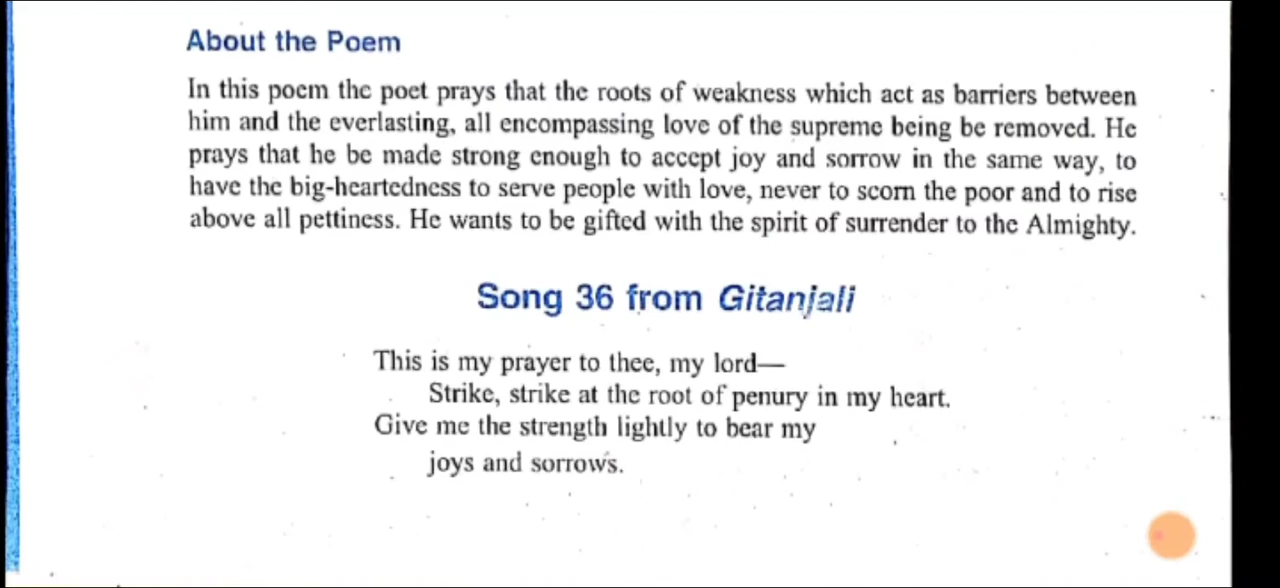 About the Poem
In this poem the poet prays that the roots of weakness which act as barriers between
him and the everlasting, all encompassing love of the supreme being be removed. He
prays that he be made strong enough to accept joy and sorrow in the same way, to
have the big-heartedness to serve people with love, never to scorn the poor and to rise
above all pettiness. He wants to be gifted with the spirit of surrender to the Almighty.
Song 36 from Gitanjali
This is my prayer to thee, my lord—
Strike, strike at the root of penury in my heart.
Give me the strength lightly to bear my
joys and sorrows.